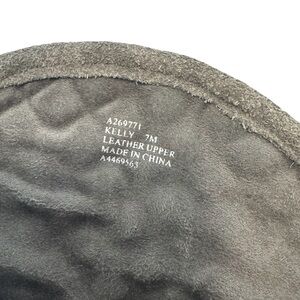 A269771
KELLY 7M
LEATHER UPPER
MADE IN CHINA
A4469563